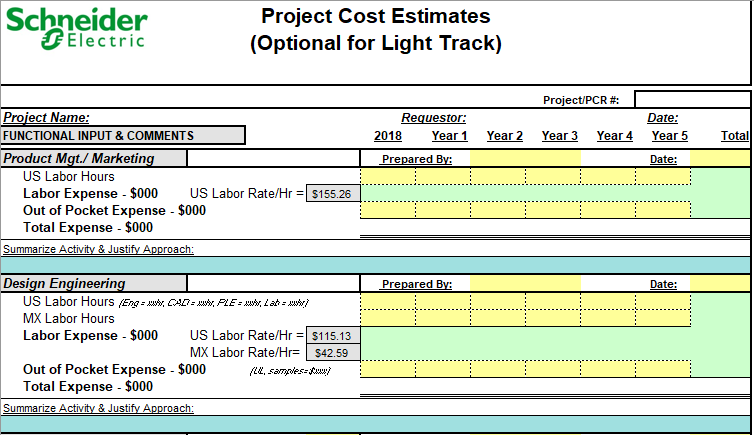 Schneider
Electric
Project Cost Estimates
(Optional for Light Track)
Project/PCR #:
Project Name: Requestor: Date:
FUNCTIONAL INPUT & COMMENTS 2018 Year 1 Year 2 Year 3 Year 4 Year 5 Total
Product Mgt./ Marketing Prepared By: Date:
US Labor Hours
Labor Expense - $000 US Labor Rate/Hr = $155.26
Out of Pocket Expense - $000
Total Expense - $000
Summarize Activity & Justify Approach:
Design Engineering Prepared By: Date:
US Labor Hours (Eng = xxhr, CAD = xxhr, PLE = xxhr, Lab = xxhr)
MX Labor Hours
Labor Expense - $000 US Labor Rate/Hr = $115.13
MX Labor Rate/Hr= $42.59
Out of Pocket Expense - $000 (UL, samples= $xxx)
Total Expense - $000
Summarize Activity & Justify Approach: